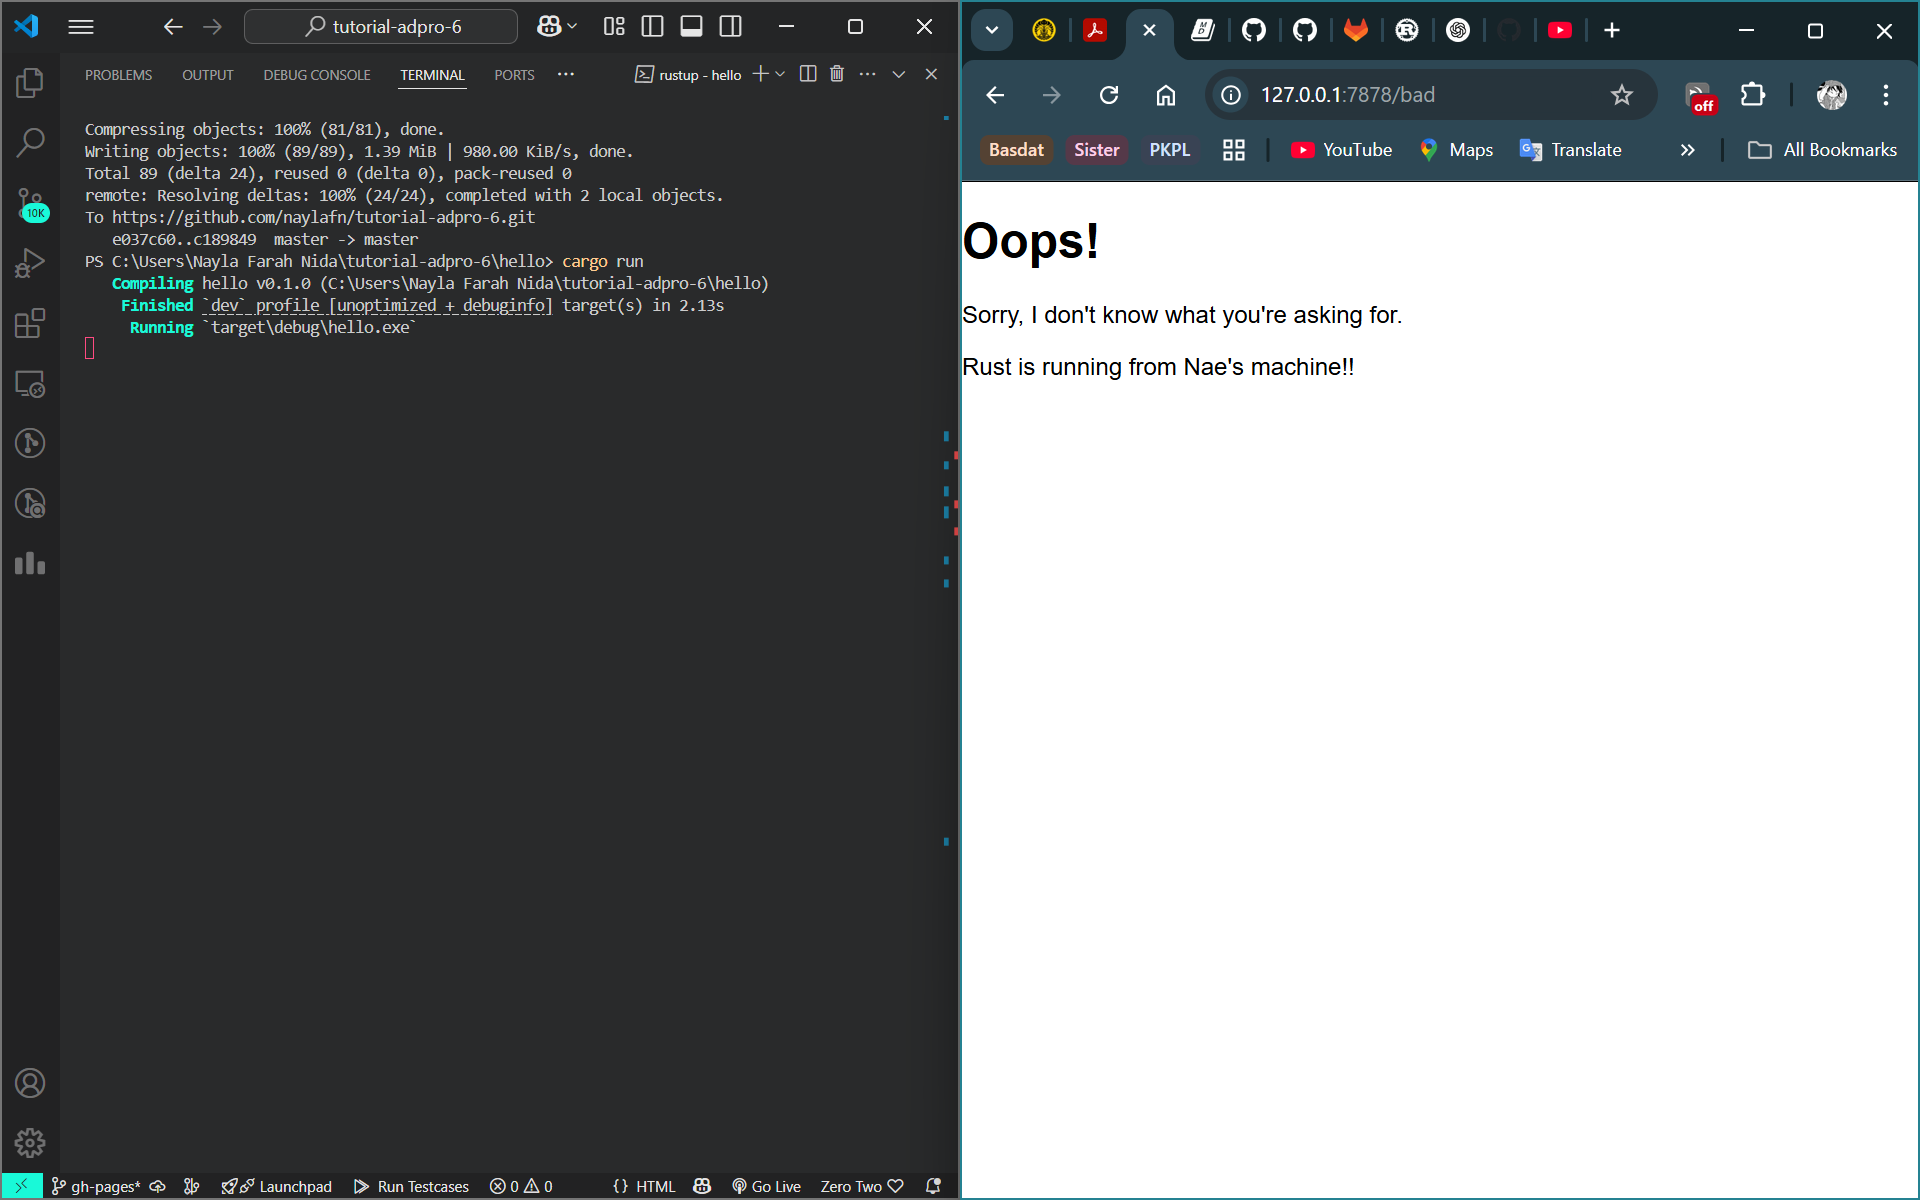 tutorial-adpro-6
PROBLEMS OUTPUT DEBUG CONSOLE TERMINAL PORTS ... rustup - hello
Compressing objects: 100% (81/81), done.
Writing objects: 100% (89/89), 1.39 MiB | 980.00 KiB/s, done.
Total 89 (delta 24), reused 0 (delta 0), pack-reused 0
remote: Resolving deltas: 100% (24/24), completed with 2 local objects.
To https://github.com/naylafn/tutorial-adpro-6.git
e037c60..c189849  master -> master
PS C:\Users\Nayla Farah Nida\tutorial-adpro-6\hello> cargo run
Compiling hello v0.1.0 (C:\Users\Nayla Farah Nida\tutorial-adpro-6\hello)
Finished `dev` profile [unoptimized + debuginfo] target(s) in 2.13s
Running `target\debug\hello.exe`
10K
gh-pages* Launchpad Run Testcases 0 0 {} HTML Go Live Zero Two
127.0.0.1:7878/bad
off
Basdat Sister PKPL YouTube Maps Translate » All Bookmarks
Oops!
Sorry, I don't know what you're asking for.
Rust is running from Nae's machine!!